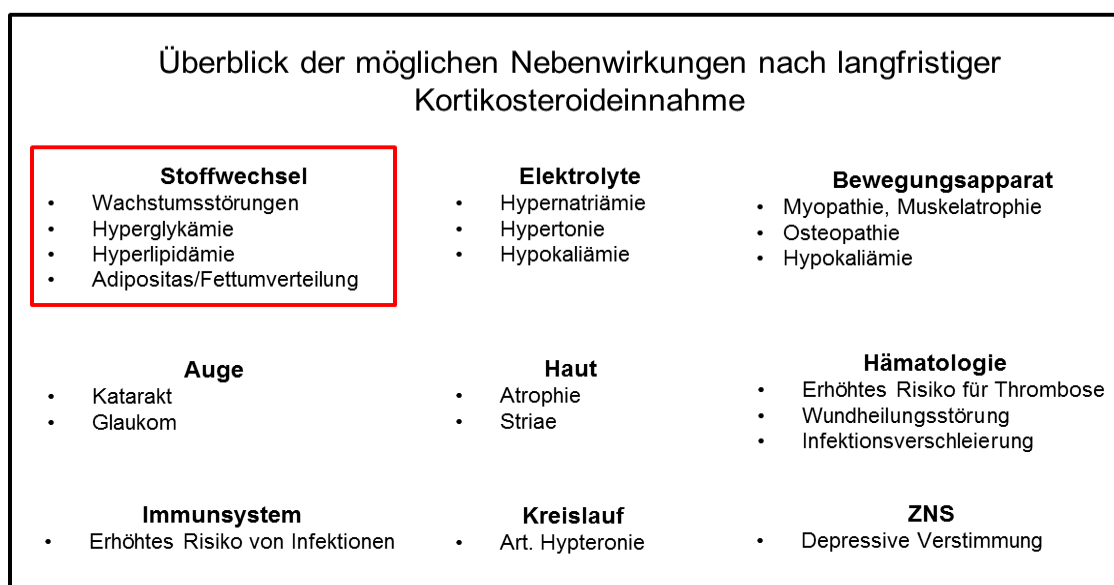 Überblick der möglichen Nebenwirkungen nach langfristiger
Kortikosteroideinnahme
Stoffwechsel
• Wachstumsstörungen
• Hyperglykämie
• Hyperlipidämie
• Adipositas/Fettumverteilung
Elektrolyte
• Hypernatriämie
• Hypertonie
• Hypokaliämie
Bewegungsapparat
• Myopathie, Muskelatrophie
• Osteopathie
• Hypokaliämie
Auge
• Katarakt
• Glaukom
Haut
• Atrophie
• Striae
Hämatologie
• Erhöhtes Risiko für Thrombose
• Wundheilungsstörung
• Infektionsverschleierung
Immunsystem
• Erhöhtes Risiko von Infektionen
Kreislauf
• Art. Hypteronie
ZNS
• Depressive Verstimmung